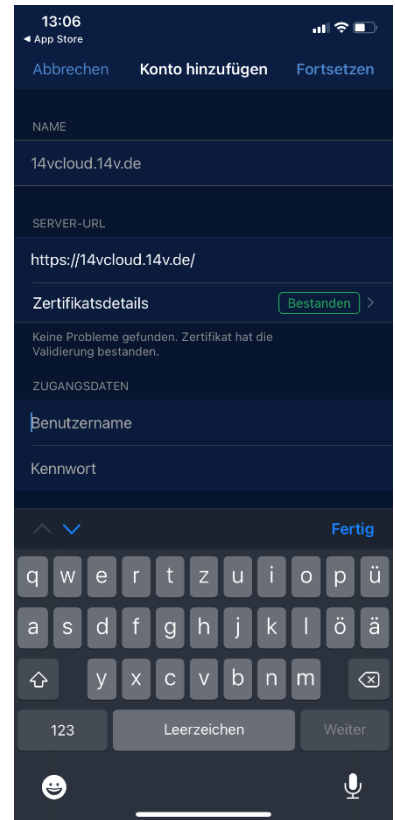 13:06
◀ App Store
Abbrechen Konto hinzufügen Fortsetzen
NAME
14vcloud.14v.de
SERVER-URL
https://14vcloud.14v.de/
Zertifikatsdetails Bestanden >
Keine Probleme gefunden. Zertifikat hat die
Validierung bestanden.
ZUGANGSDATEN
Benutzername
Kennwort
Fertig
q w e r t z u i o p ü
a s d f g h j k l ö ä
y x c v b n m
123 Leerzeichen Weiter